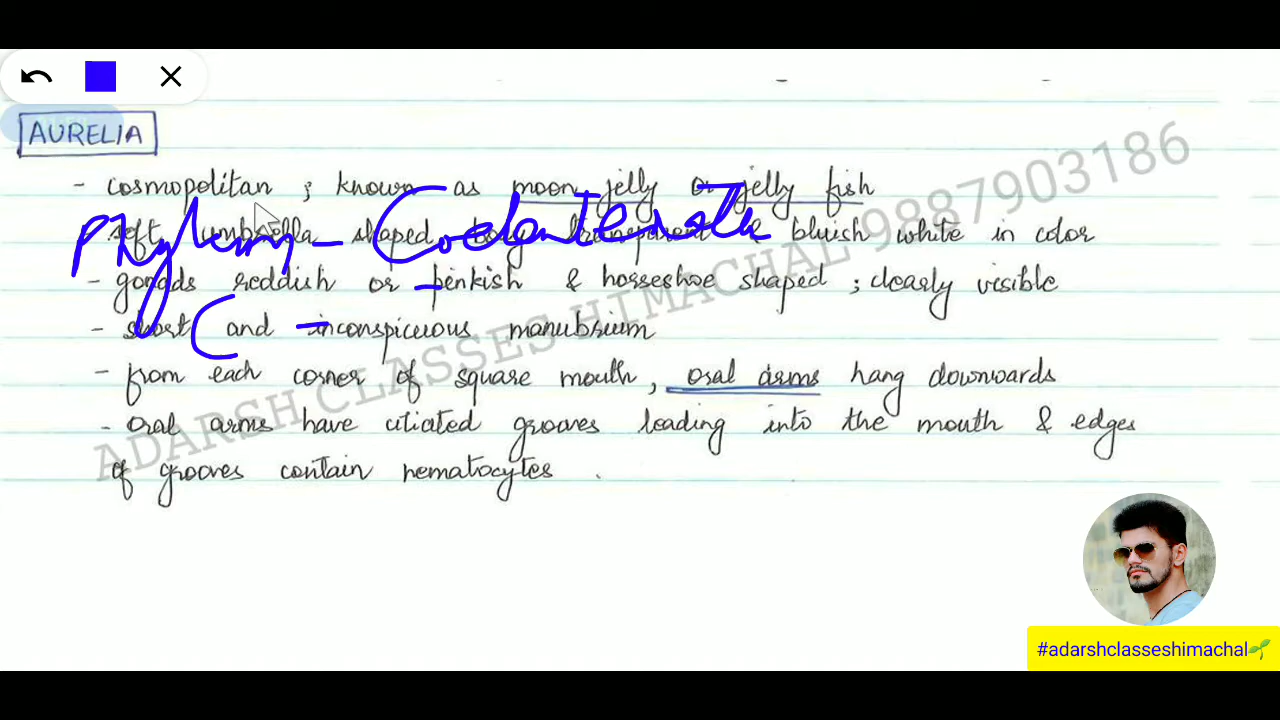 AURELIA
- cosmopolitan ; known as moon jelly or jelly fish
- soft umbrella shaped body transparent & bluish white in color
Phylum - Coelenterata
- gonads reddish or penkish & horseshoe shaped ; clearly visible
- short and inconspicuous manubrium
- from each corner of square mouth, oral arms hang downwards
- oral arms have ciliated grooves leading into the mouth & edges
of grooves contain nematocytes .
ADARSH CLASSES HIMACHAL 9887903186
#adarshclasseshimachal🌱